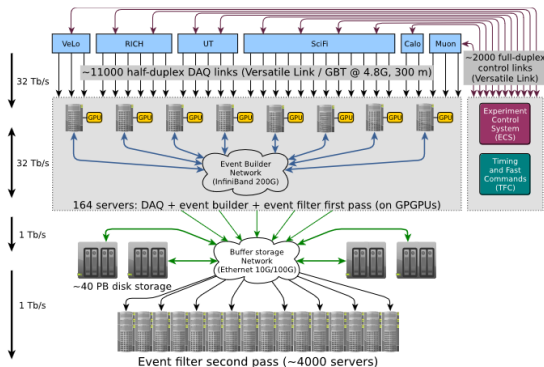 VeLo
RICH
UT
SciFi
Calo
Muon
~11000 half-duplex DAQ links (Versatile Link / GBT @ 4.8G, 300 m)
~2000 full-duplex
control links
(Versatile Link)
32 Tb/s
GPU
GPU
GPU
GPU
GPU
GPU
GPU
GPU
Experiment
Control
System
(ECS)
32 Tb/s
Event Builder
Network
(InfiniBand 200G)
Timing
and Fast
Commands
(TFC)
164 servers: DAQ + event builder + event filter first pass (on GPGPUs)
1 Tb/s
Buffer storage
Network
(Ethernet 10G/100G)
~40 PB disk storage
1 Tb/s
Event filter second pass (~4000 servers)